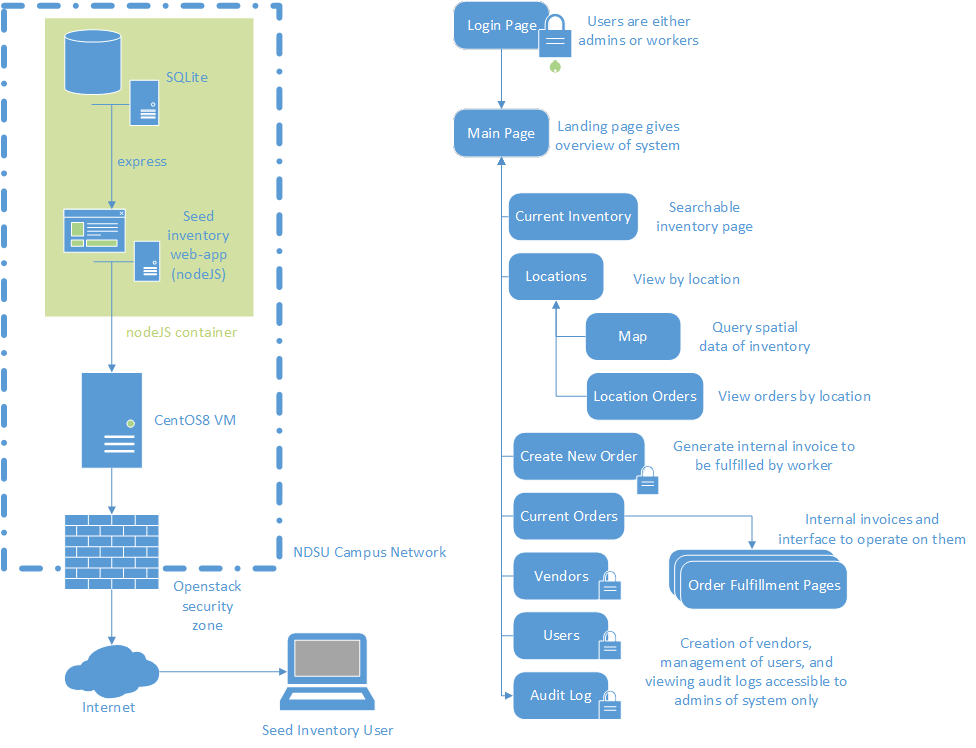 SQLite
express
Seed
inventory
web-app
(nodeJS)
nodeJS container
CentOS8 VM
NDSU Campus Network
Openstack
security
zone
Internet
Seed Inventory User
Login Page
Users are either
admins or workers
Main Page
Landing page gives
overview of system
Current Inventory
Searchable
inventory page
Locations
View by location
Map
Query spatial
data of inventory
Location Orders
View orders by location
Create New Order
Generate internal invoice to
be fulfilled by worker
Current Orders
Internal invoices and
interface to operate on them
Order Fulfillment Pages
Vendors
Users
Audit Log
Creation of vendors,
management of users, and
viewing audit logs accessible to
admins of system only